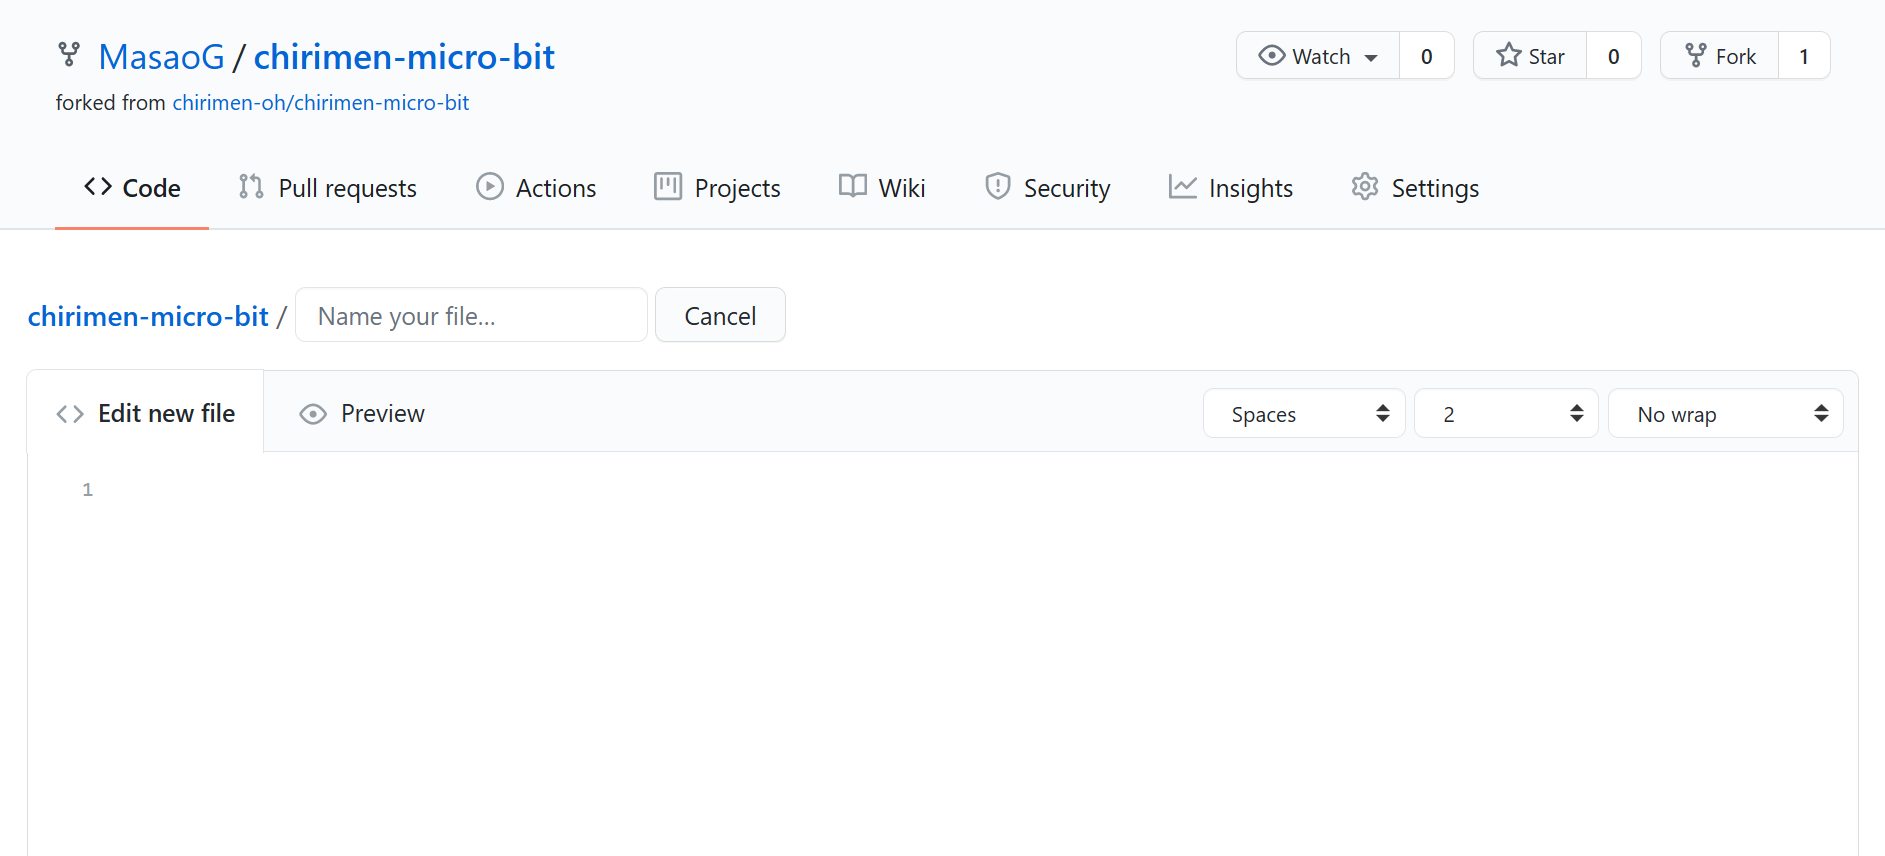 MasaoG / chirimen-micro-bit
Watch 0 Star 0 Fork 1
forked from chirimen-oh/chirimen-micro-bit
Code Pull requests Actions Projects Wiki Security Insights Settings
chirimen-micro-bit / Name your file... Cancel
Edit new file Preview Spaces 2 No wrap
1